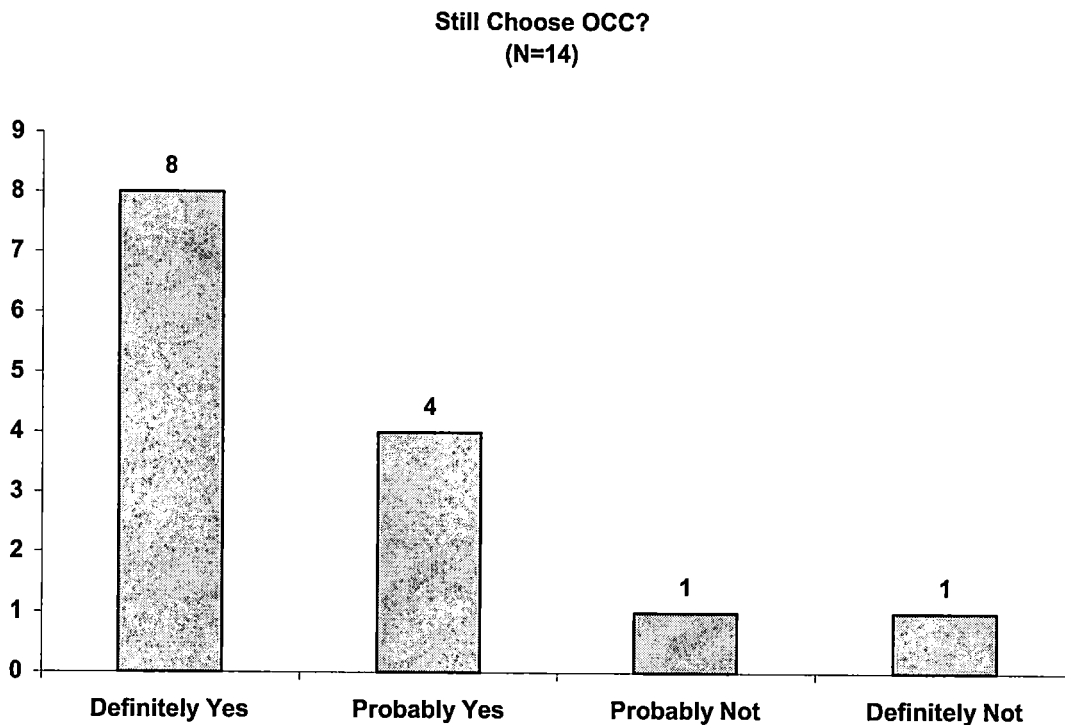 Still Choose OCC?
(N=14)
9
8
7
6
5
4
3
2
1
0
8
4
1
1
Definitely Yes
Probably Yes
Probably Not
Definitely Not